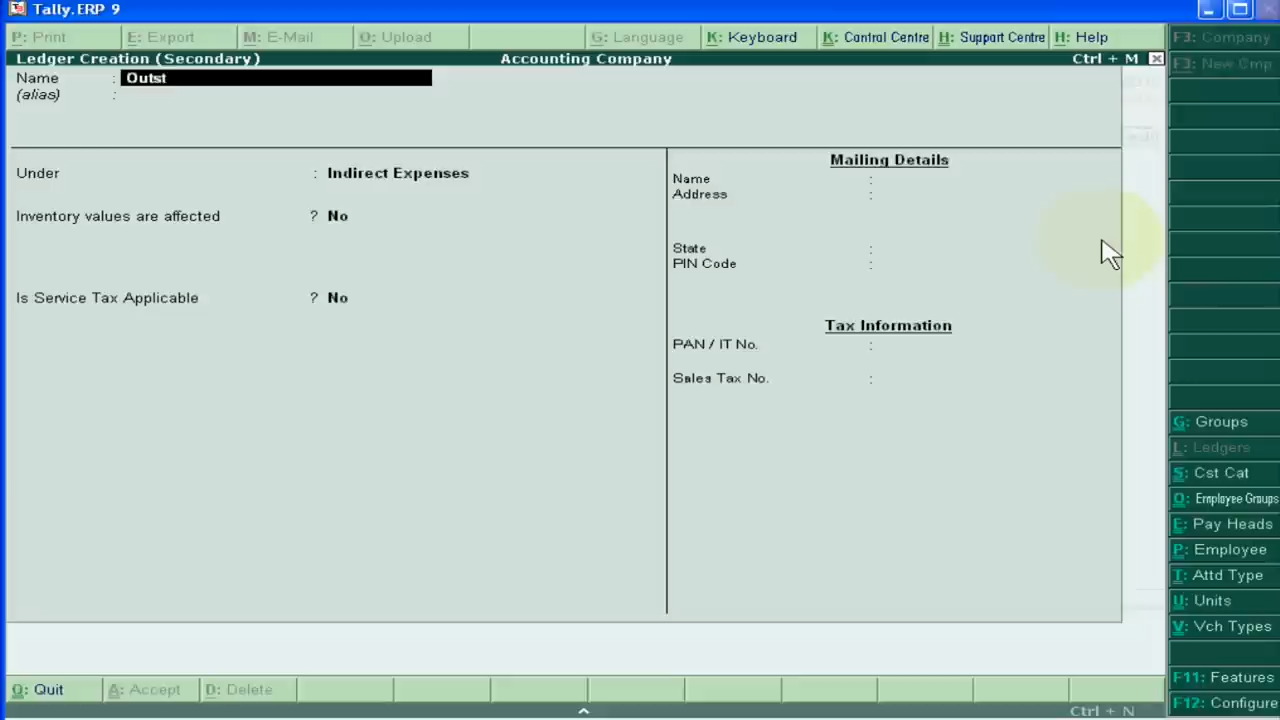 Tally.ERP 9
P: Print E: Export M: E-Mail O: Upload G: Language K: Keyboard K: Control Centre H: Support Centre H: Help F3: Company
Ledger Creation (Secondary) Accounting Company Ctrl + M
F3: New Cmp
Name : Outst
(alias) :
Mailing Details
Under : Indirect Expenses
Name :
Address :
Inventory values are affected ? No
State :
PIN Code :
Is Service Tax Applicable ? No
Tax Information
PAN / IT No. :
Sales Tax No. :
G: Groups
L: Ledgers
S: Cst Cat
O: Employee Groups
E: Pay Heads
P: Employee
T: Attd Type
U: Units
V: Vch Types
F11: Features
F12: Configure
Q: Quit A: Accept D: Delete
Ctrl + N